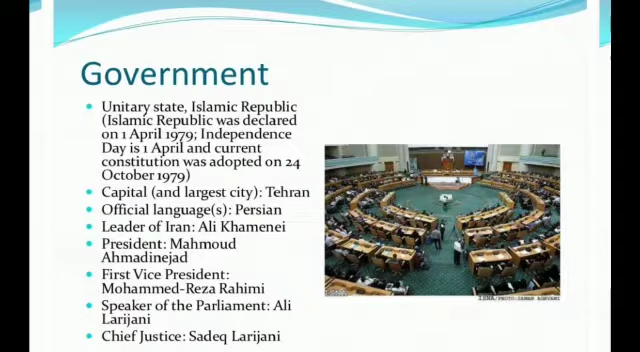 Government
Unitary state, Islamic Republic
(Islamic Republic was declared
on 1 April 1979; Independence
Day is 1 April and current
constitution was adopted on 24
October 1979)
Capital (and largest city): Tehran
Official language(s): Persian
Leader of Iran: Ali Khamenei
President: Mahmoud
Ahmadinejad
First Vice President:
Mohammed-Reza Rahimi
Speaker of the Parliament: Ali
Larijani
Chief Justice: Sadeq Larijani